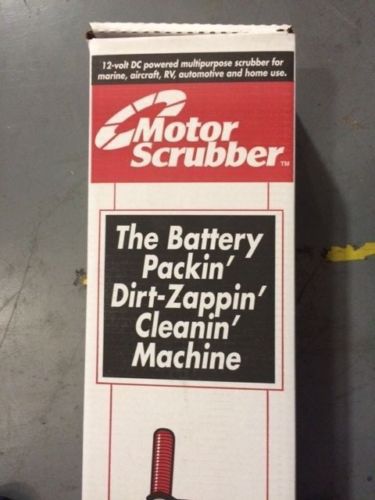 12-volt DC powered multipurpose scrubber for
marine, aircraft, RV, automotive and home use.
Motor
Scrubber™
The Battery
Packin'
Dirt-Zappin'
Cleanin'
Machine